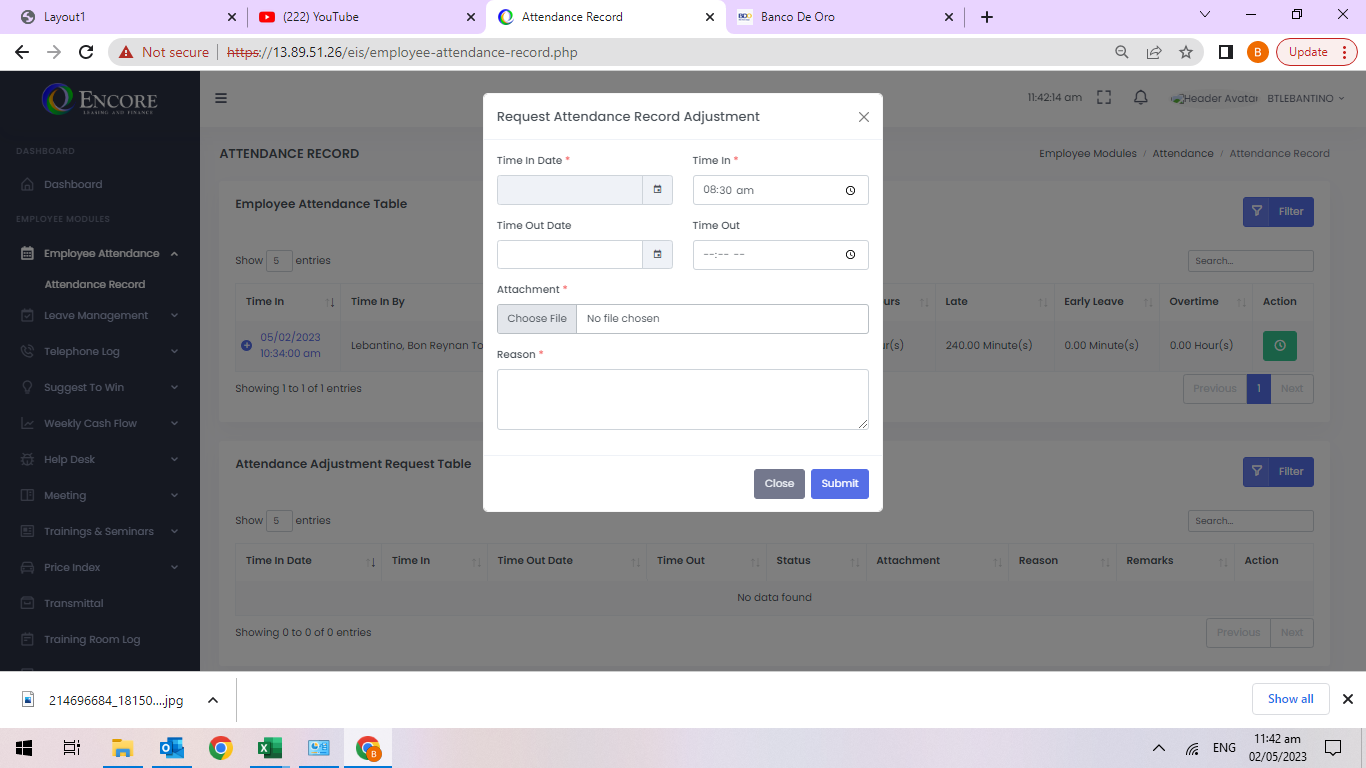 Layout1
(222) YouTube
Attendance Record
Banco De Oro
Not secure https://13.89.51.26/eis/employee-attendance-record.php
B
Update
ENCORE
LEASING AND FINANCE
11:42:14 am
Header Avatar
BTLEBANTINO
DASHBOARD
Dashboard
EMPLOYEE MODULES
Employee Attendance
Attendance Record
Leave Management
Telephone Log
Suggest To Win
Weekly Cash Flow
Help Desk
Meeting
Trainings & Seminars
Price Index
Transmittal
Training Room Log
ATTENDANCE RECORD
Employee Modules / Attendance / Attendance Record
Employee Attendance Table
Filter
Show 5 entries
Search...
Time In
Time In By
urs
Late
Early Leave
Overtime
Action
05/02/2023
10:34:00 am
Lebantino, Bon Reynan To
ur(s)
240.00 Minute(s)
0.00 Minute(s)
0.00 Hour(s)
Showing 1 to 1 of 1 entries
Previous
1
Next
Request Attendance Record Adjustment
Time In Date *
Time In *
08:30 am
Time Out Date
Time Out
--:-- --
Attachment *
Choose File
No file chosen
Reason *
Close
Submit
Attendance Adjustment Request Table
Filter
Show 5 entries
Search...
Time In Date
Time In
Time Out Date
Time Out
Status
Attachment
Reason
Remarks
Action
No data found
Showing 0 to 0 of 0 entries
Previous
Next
214696684_18150....jpg
Show all
B
ENG
11:42 am
02/05/2023